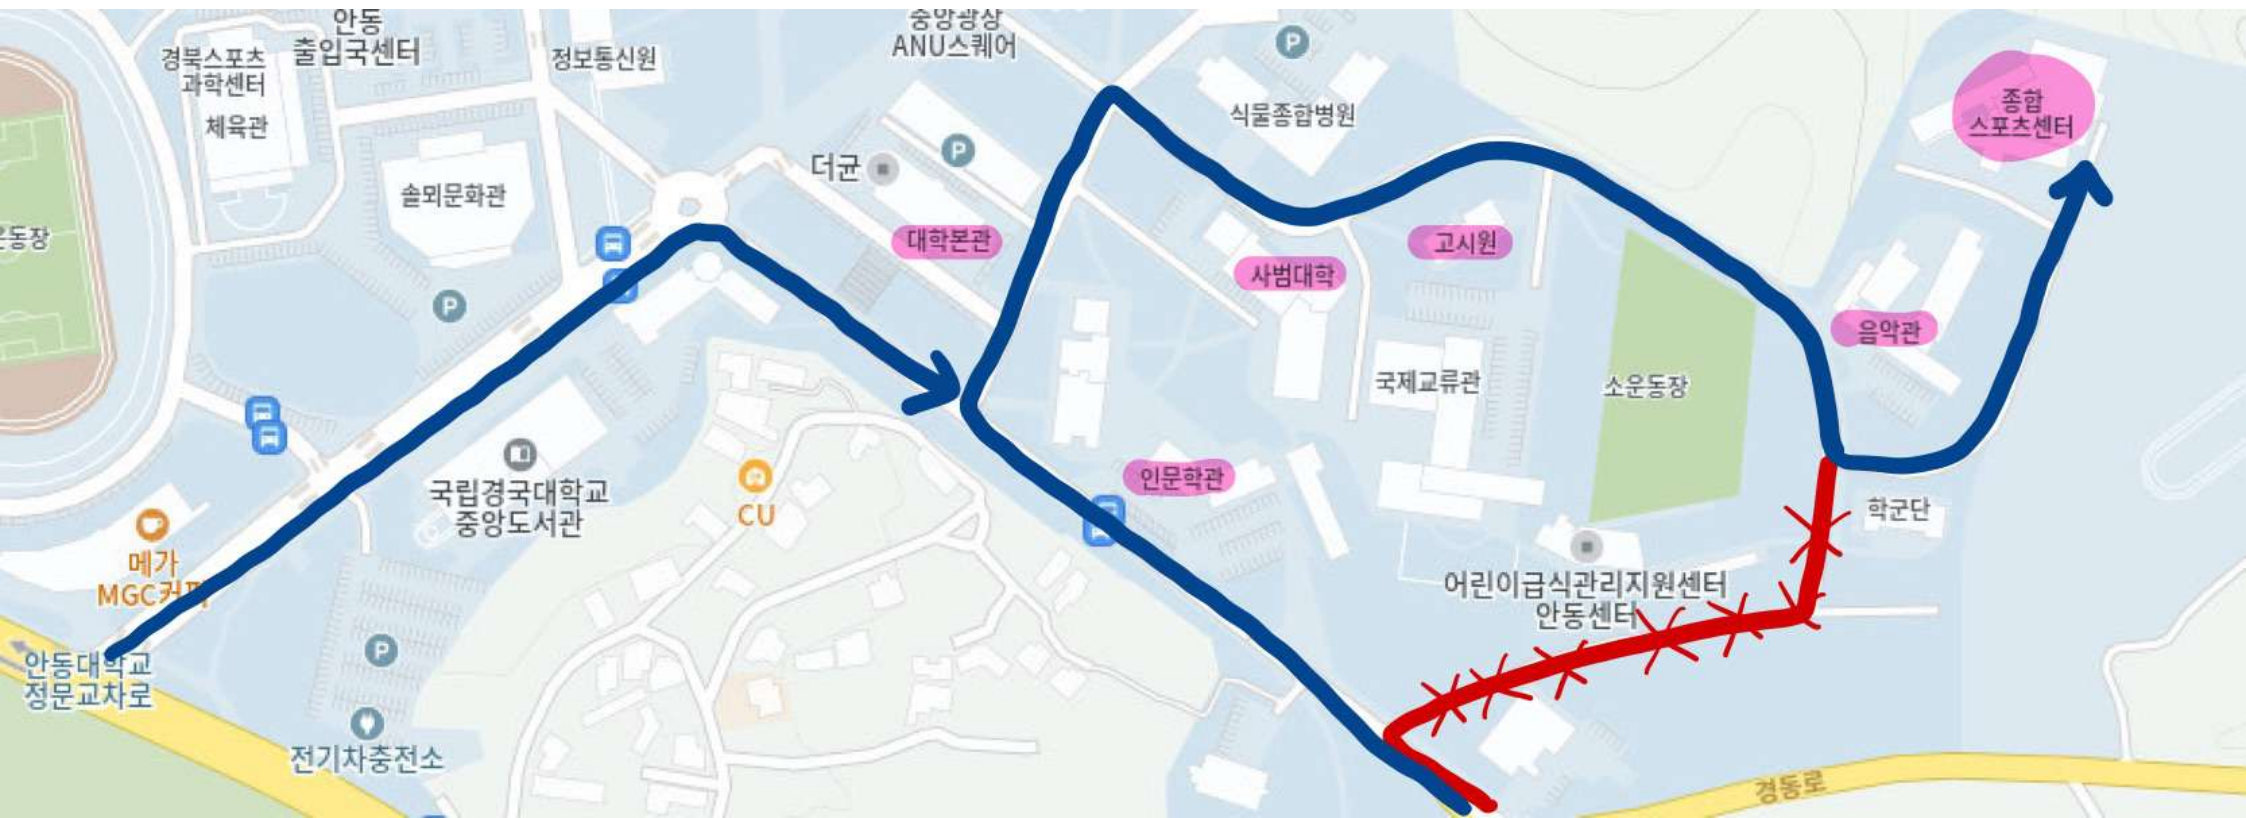 안동
출입국센터
경북스포츠
과학센터
체육관
정보통신원
중앙광장
ANU스퀘어
P
식물종합병원
종합
스포츠센터
솔뫼문화관
더균
P
대학본관
고시원
사범대학
운동장
P
음악관
국제교류관
소운동장
국립경국대학교
중앙도서관
CU
인문학관
학군단
메가
MGC커피
어린이급식관리지원센터
안동센터
안동대학교
정문교차로
P
전기차충전소
경동로